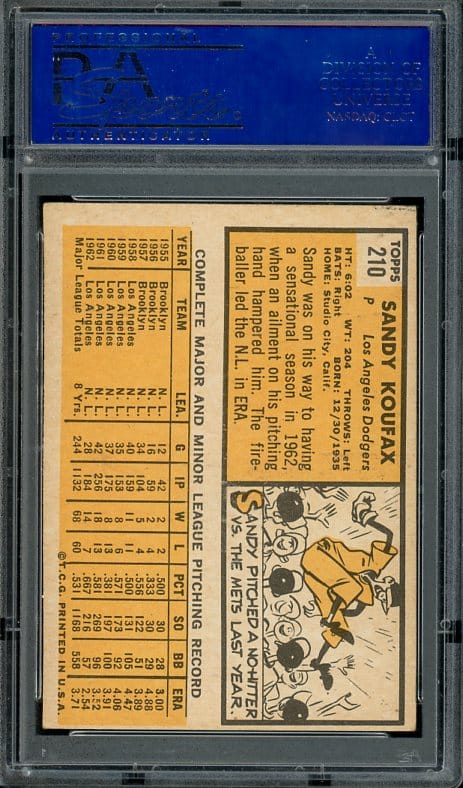 PROFESSIONAL
PSA
Sports
AUTHENTICATOR
A
DIVISION OF
COLLECTORS
UNIVERSE
NASDAQ: CLCT
TOPPS
210
SANDY KOUFAX
P Los Angeles Dodgers
HT: 6:02 WT: 204 THROWS: Left
BATS: Right BORN: 12/30/1935
HOME: Studio City, Calif.
Sandy was on his way to having
a sensational season in 1962,
when an ailment on his pitching
hand hampered him. The fire-
baller led the N.L. in ERA.
SANDY PITCHED A NO-HITTER
VS. THE METS LAST YEAR.
COMPLETE MAJOR AND MINOR LEAGUE PITCHING RECORD
YEAR TEAM LEA. G IP W L PCT SO BB ERA
1955 Brooklyn N. L. 12 42 2 2 .500 30 28 3.00
1956 Brooklyn N. L. 16 59 2 4 .333 30 29 4.88
1957 Brooklyn N. L. 34 104 5 4 .556 122 51 3.89
1958 Los Angeles N. L. 40 159 11 11 .500 131 105 4.47
1959 Los Angeles N. L. 35 153 8 6 .571 173 92 4.06
1960 Los Angeles N. L. 37 175 8 13 .381 197 100 3.91
1961 Los Angeles N. L. 42 256 18 13 .581 269 96 3.52
1962 Los Angeles N. L. 28 184 14 7 .667 216 57 2.54
Major League Totals 8 Yrs. 244 1132 68 60 .531 1168 558 3.71
©T.C.G. PRINTED IN U.S.A.